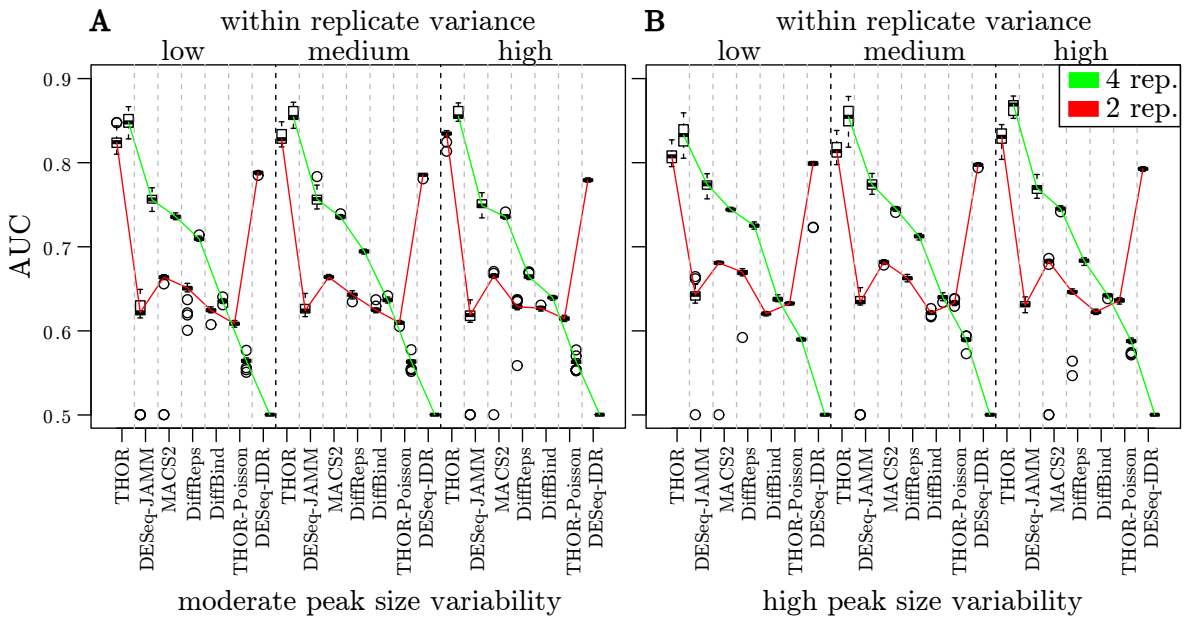 A within replicate variance
low medium high
B within replicate variance
low medium high
4 rep.
2 rep.
AUC
0.9
0.8
0.7
0.6
0.5
THOR
DESeq-JAMM
MACS2
DiffReps
DiffBind
THOR-Poisson
DESeq-IDR
THOR
DESeq-JAMM
MACS2
DiffReps
DiffBind
THOR-Poisson
DESeq-IDR
THOR
DESeq-JAMM
MACS2
DiffReps
DiffBind
THOR-Poisson
DESeq-IDR
THOR
DESeq-JAMM
MACS2
DiffReps
DiffBind
THOR-Poisson
DESeq-IDR
THOR
DESeq-JAMM
MACS2
DiffReps
DiffBind
THOR-Poisson
DESeq-IDR
THOR
DESeq-JAMM
MACS2
DiffReps
DiffBind
THOR-Poisson
DESeq-IDR
moderate peak size variability
high peak size variability